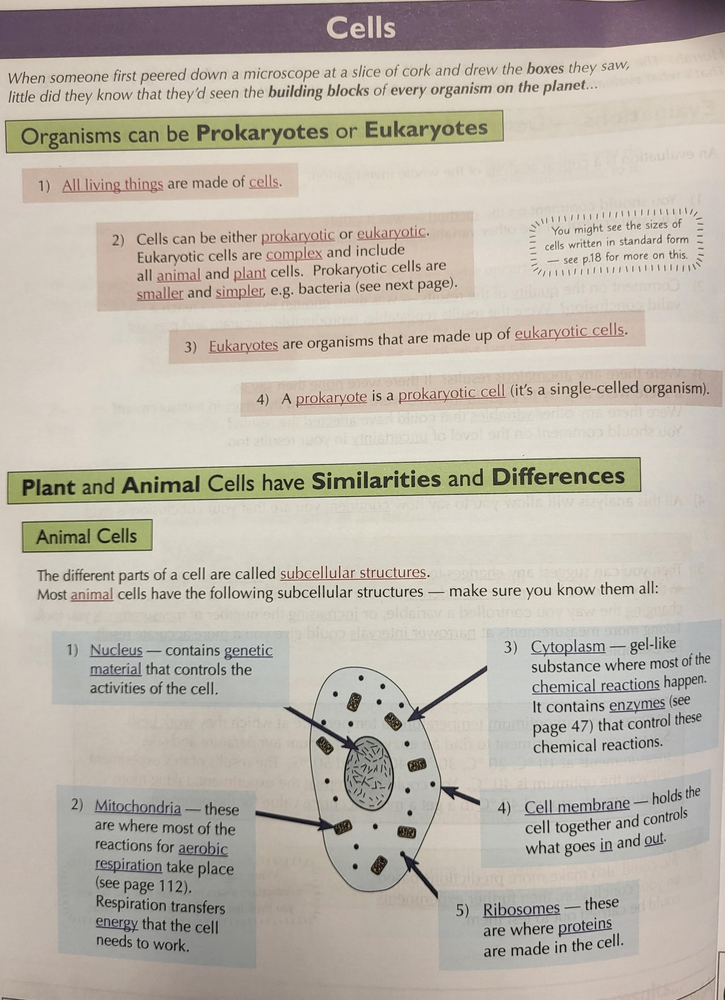 Cells
When someone first peered down a microscope at a slice of cork and drew the boxes they saw,
little did they know that they'd seen the building blocks of every organism on the planet...
Organisms can be Prokaryotes or Eukaryotes
1) All living things are made of cells.
2) Cells can be either prokaryotic or eukaryotic.
Eukaryotic cells are complex and include
all animal and plant cells. Prokaryotic cells are
smaller and simpler, e.g. bacteria (see next page).
You might see the sizes of
cells written in standard form
— see p.18 for more on this.
3) Eukaryotes are organisms that are made up of eukaryotic cells.
4) A prokaryote is a prokaryotic cell (it's a single-celled organism).
Plant and Animal Cells have Similarities and Differences
Animal Cells
The different parts of a cell are called subcellular structures.
Most animal cells have the following subcellular structures — make sure you know them all:
1) Nucleus — contains genetic
material that controls the
activities of the cell.
2) Mitochondria — these
are where most of the
reactions for aerobic
respiration take place
(see page 112).
Respiration transfers
energy that the cell
needs to work.
3) Cytoplasm — gel-like
substance where most of the
chemical reactions happen.
It contains enzymes (see
page 47) that control these
chemical reactions.
4) Cell membrane — holds the
cell together and controls
what goes in and out.
5) Ribosomes — these
are where proteins
are made in the cell.